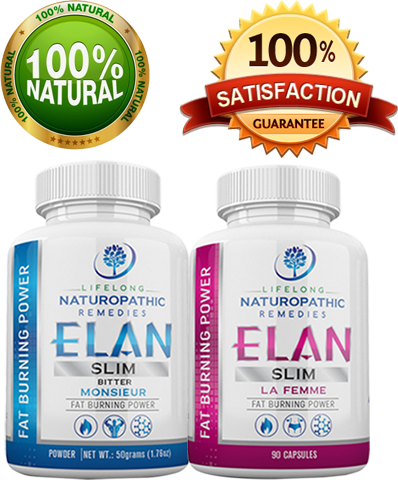 100% NATURAL
100% NATURAL
100% NATURAL
100%
NATURAL
100%
SATISFACTION
GUARANTEE
FAT BURNING POWER
LIFELONG
NATUROPATHIC
REMEDIES
ELAN
SLIM
BITTER
MONSIEUR
FAT BURNING POWER
POWDER | NET WT.: 50grams (1.76oz)
FAT BURNING POWER
LIFELONG
NATUROPATHIC
REMEDIES
ELAN
SLIM
LA FEMME
FAT BURNING POWER
90 CAPSULES